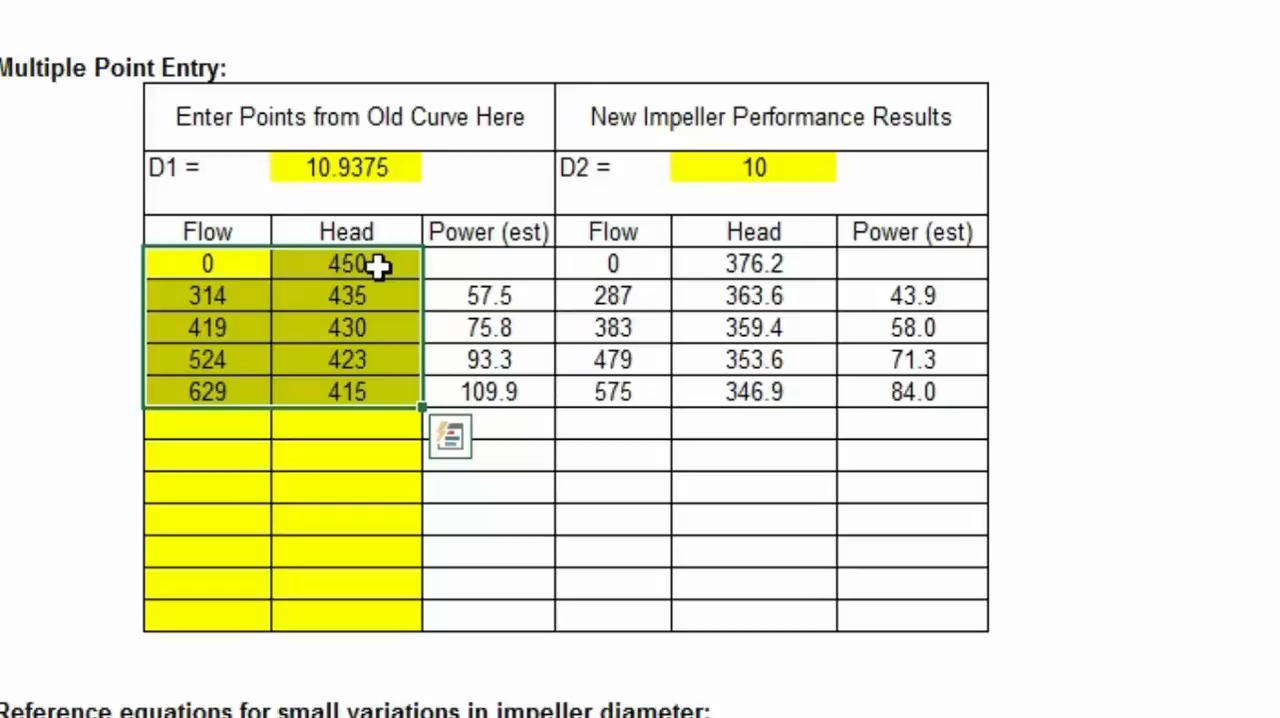 Multiple Point Entry:
Enter Points from Old Curve Here New Impeller Performance Results
D1 = 10.9375 D2 = 10
Flow Head Power (est) Flow Head Power (est)
0 450 0 376.2
314 435 57.5 287 363.6 43.9
419 430 75.8 383 359.4 58.0
524 423 93.3 479 353.6 71.3
629 415 109.9 575 346.9 84.0
Reference equations for small variations in impeller diameter: